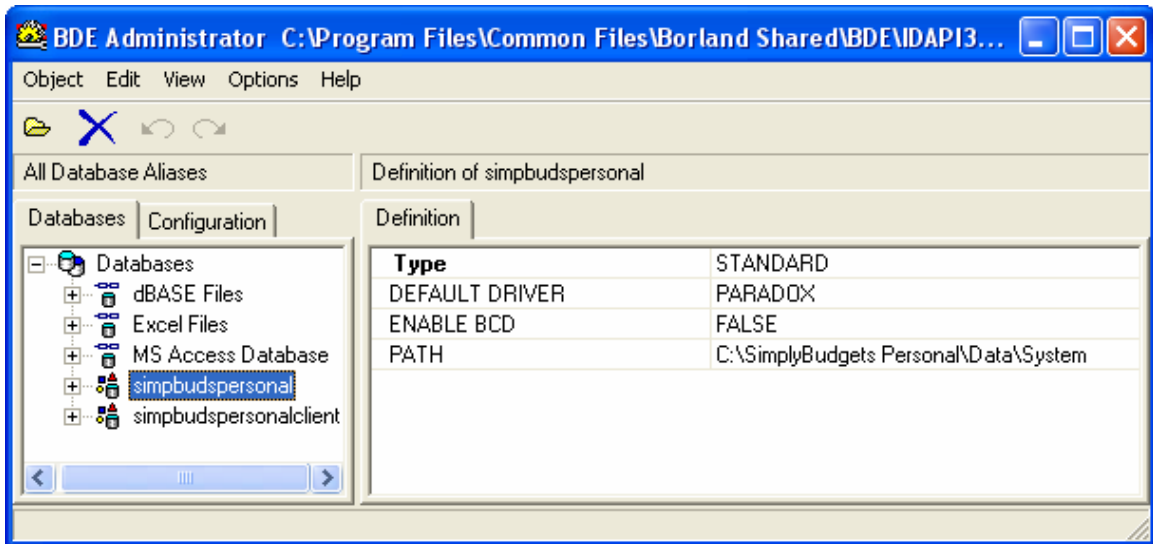 BDE Administrator C:\Program Files\Common Files\Borland Shared\BDE\IDAPI3...
Object Edit View Options Help
All Database Aliases
Definition of simpbudspersonal
Databases Configuration
Definition
Databases
dBASE Files
Excel Files
MS Access Database
simpbudspersonal
simpbudspersonalclient
Type STANDARD
DEFAULT DRIVER PARADOX
ENABLE BCD FALSE
PATH C:\SimplyBudgets Personal\Data\System